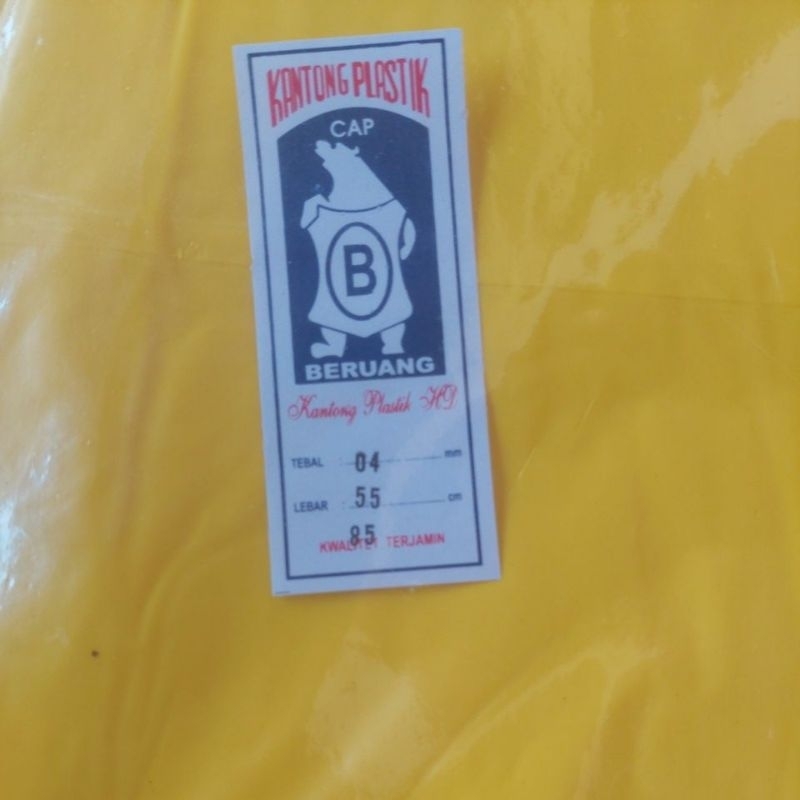 KANTONG PLASTIK
CAP
B
BERUANG
Kantong Plastik HD
TEBAL : 04 mm
LEBAR : 55 cm
85
KWALITET TERJAMIN